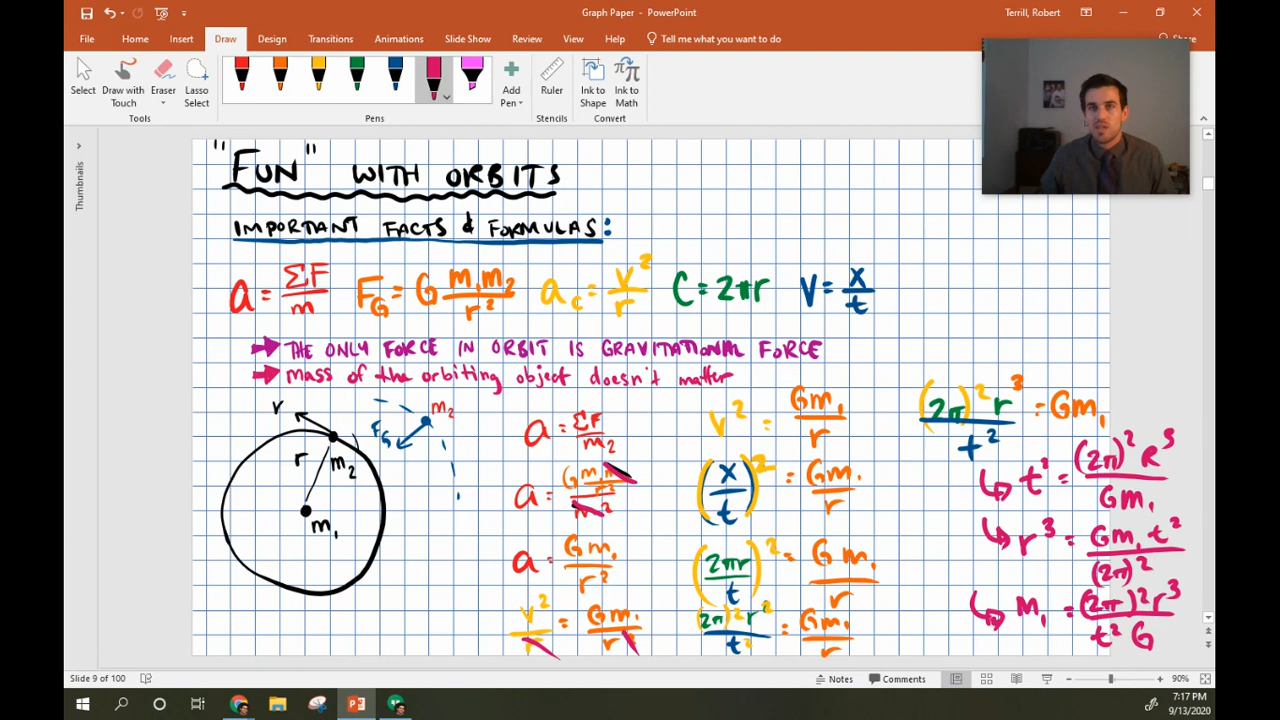 Graph Paper - PowerPoint
Terrill, Robert
File Home Insert Draw Design Transitions Animations Slide Show Review View Help Tell me what you want to do Share
Select Draw with Touch Eraser Lasso Select Add Pen Ruler Ink to Shape Ink to Math
Tools Pens Stencils Convert
Thumbnails
"FUN" WITH ORBITS
IMPORTANT FACTS & FORMULAS:
a = ΣF/m F_G = G m₁m₂/r² a_c = v²/r C = 2πr V = x/t
→ THE ONLY FORCE IN ORBIT IS GRAVITATIONAL FORCE
→ mass of the orbiting object doesn't matter
v
r
m₂
m₁
m₂
F_G
a = ΣF/m₂
a = (G m₁m₂/r²)/m₂
a = Gm₁/r²
v²/r = Gm₁/r²
v² = Gm₁/r
(x/t)² = Gm₁/r
(2πr/t)² = Gm₁/r
(2π)²r²/t² = Gm₁/r
(2π)²r³/t² = Gm₁
↪ t² = (2π)²R³/Gm₁
↪ r³ = Gm₁t²/(2π)²
↪ m₁ = (2π)²r³/t²G
Slide 9 of 100 Notes Comments 90%
7:17 PM
9/13/2020